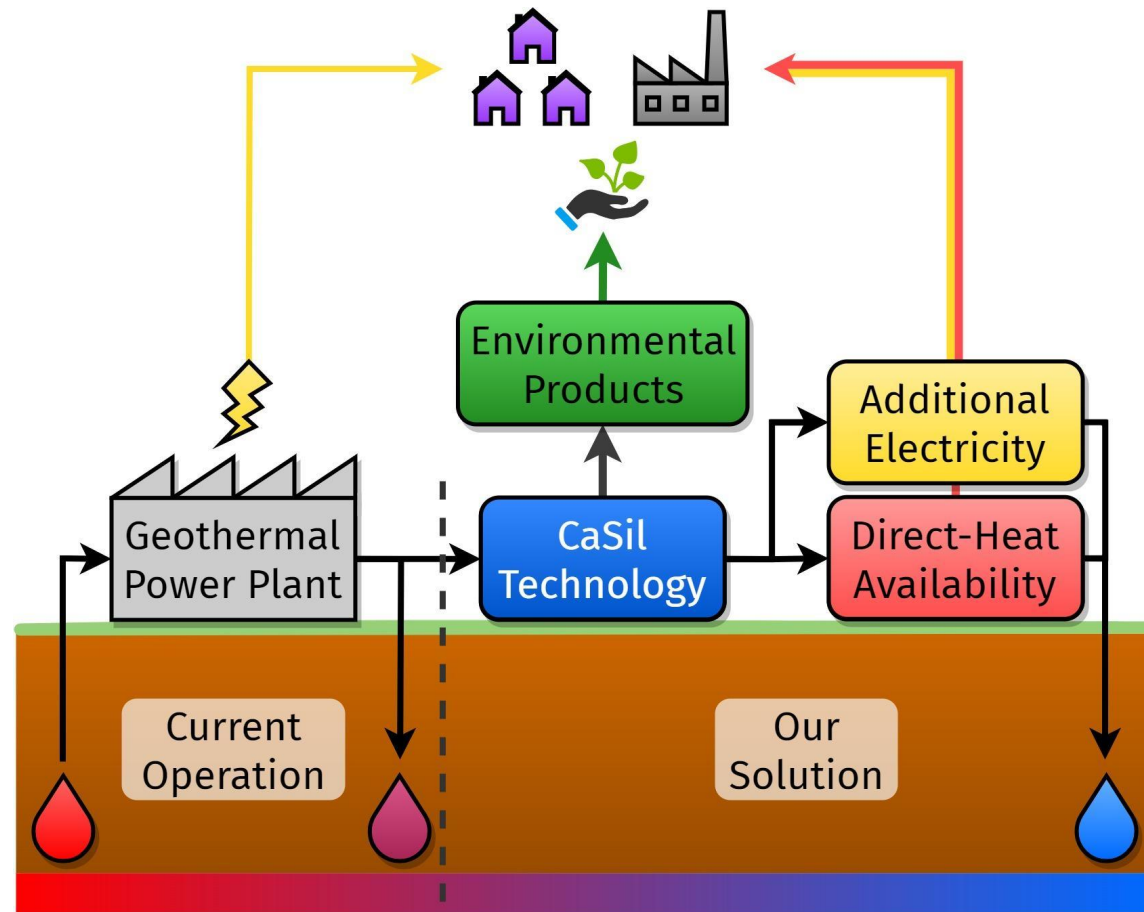 Environmental
Products
Additional
Electricity
Geothermal
Power Plant
CaSil
Technology
Direct-Heat
Availability
Current
Operation
Our
Solution